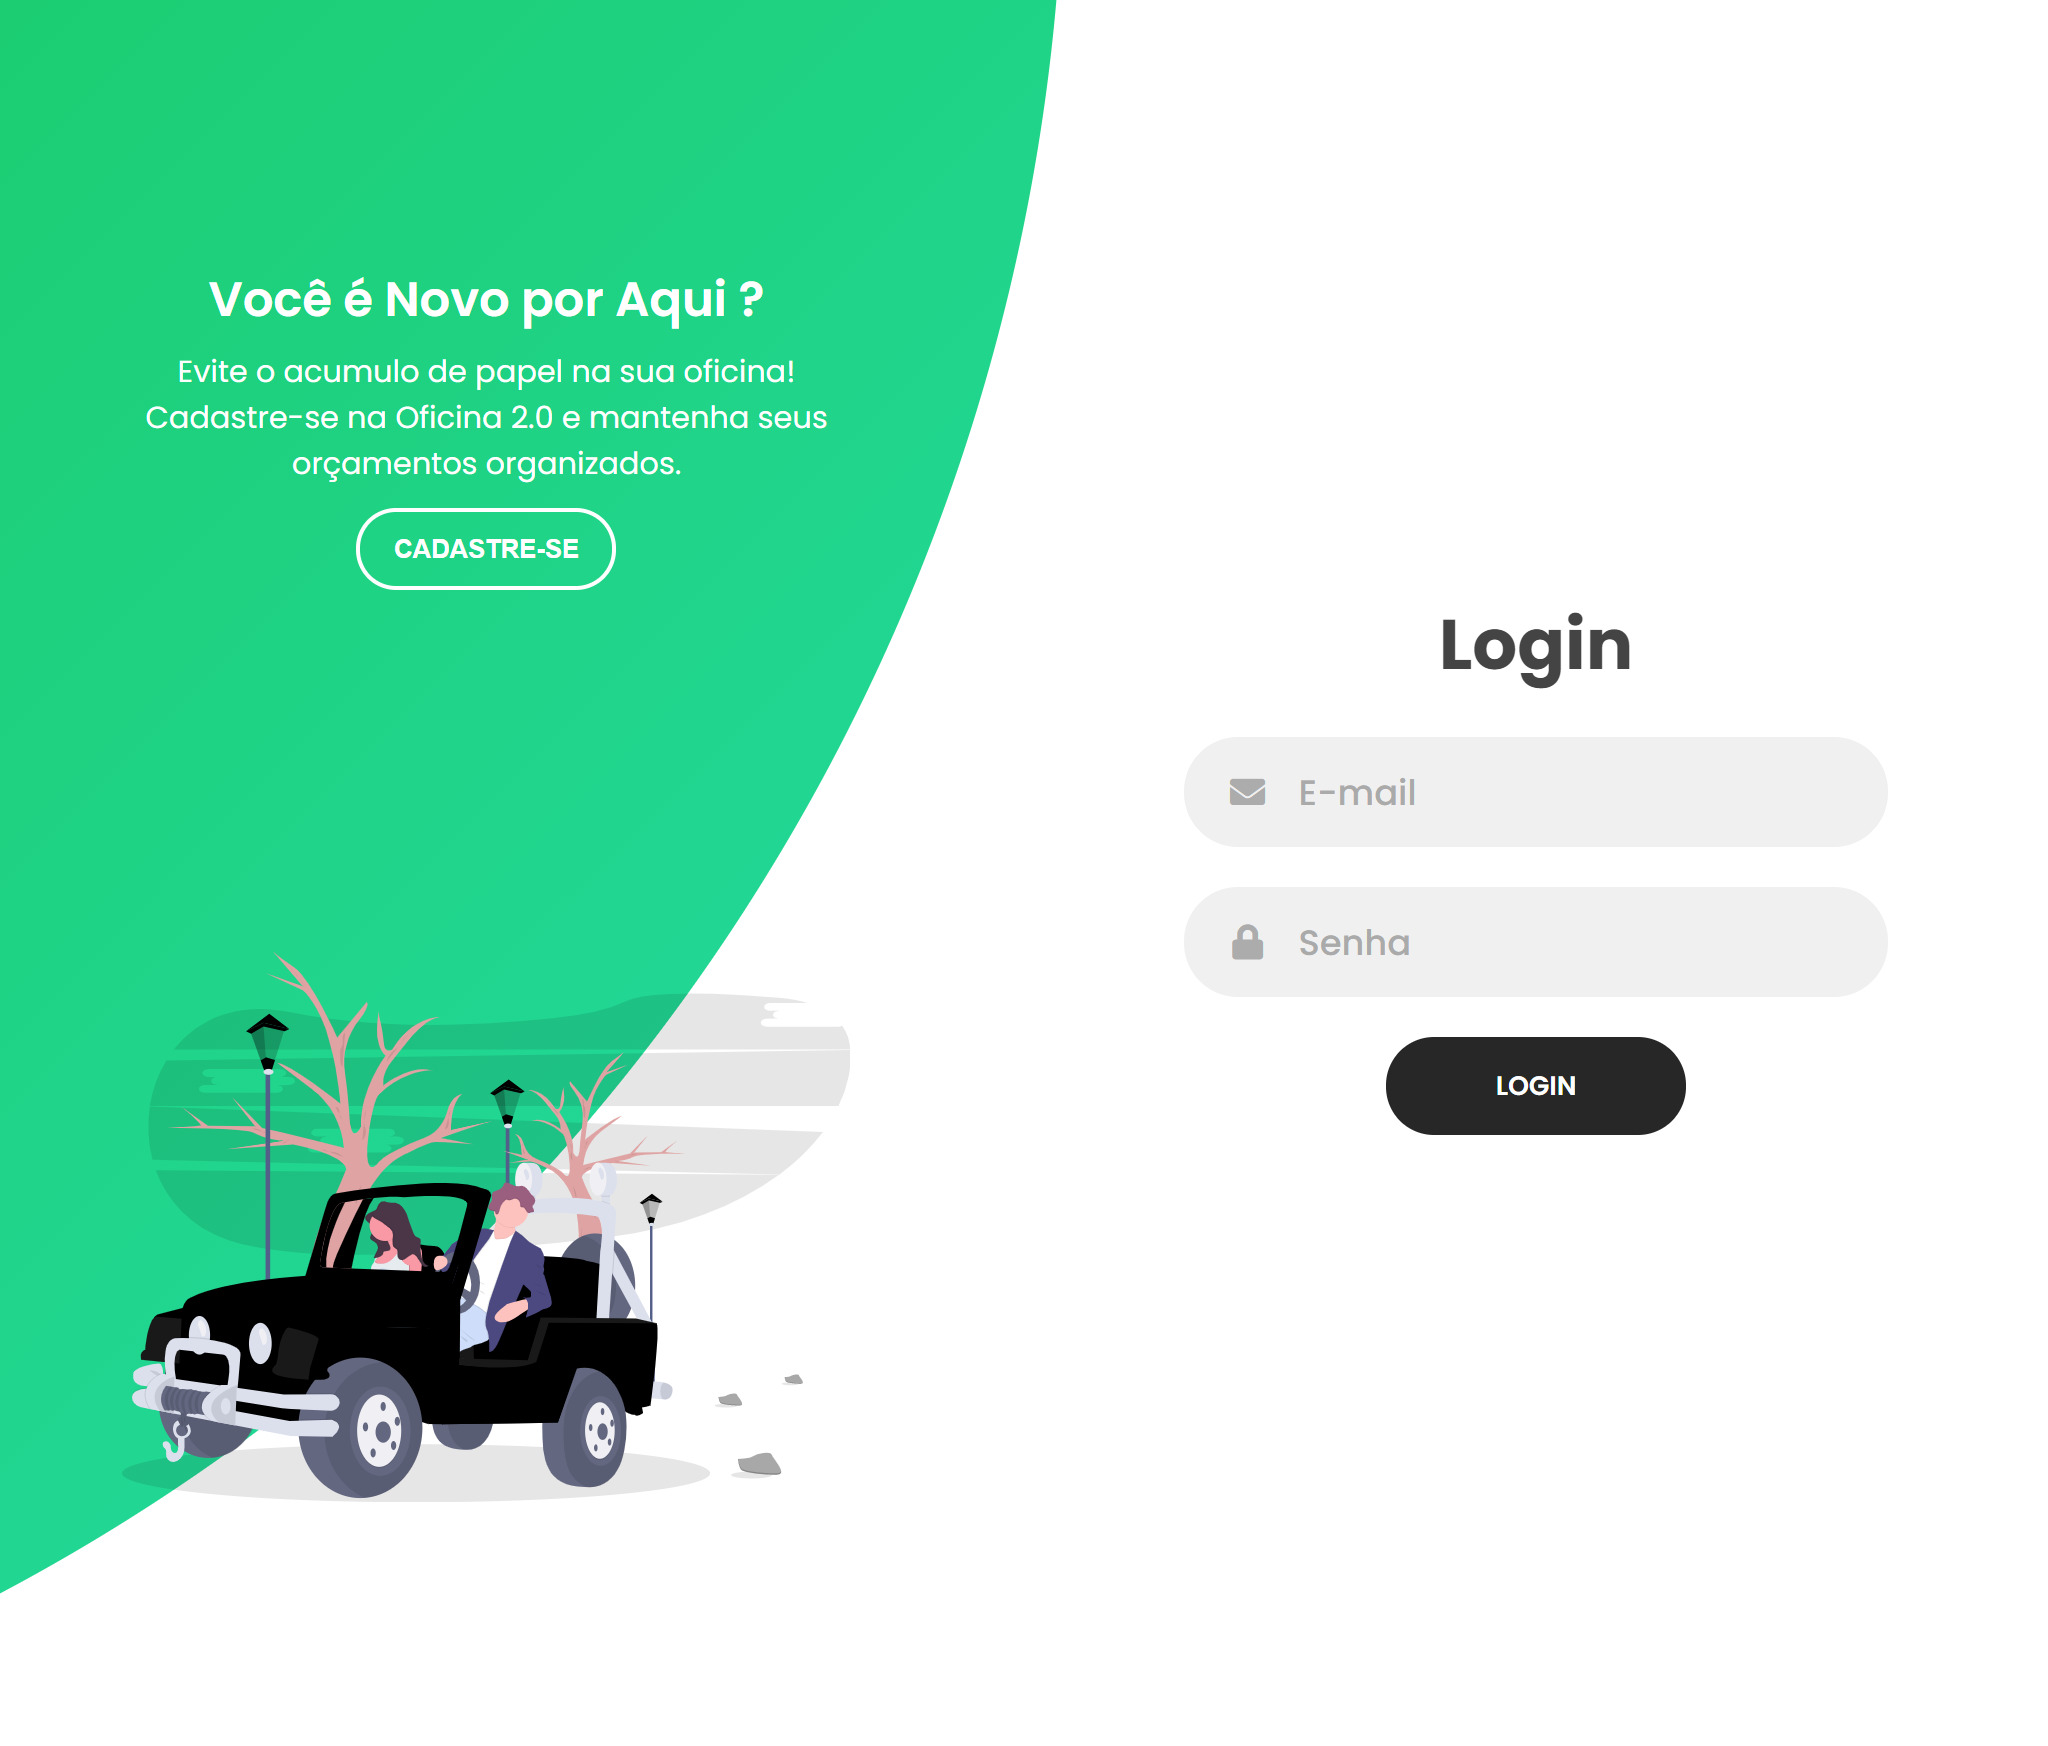 Você é Novo por Aqui ?
Evite o acumulo de papel na sua oficina!
Cadastre-se na Oficina 2.0 e mantenha seus
orçamentos organizados.
CADASTRE-SE
Login
E-mail
Senha
LOGIN